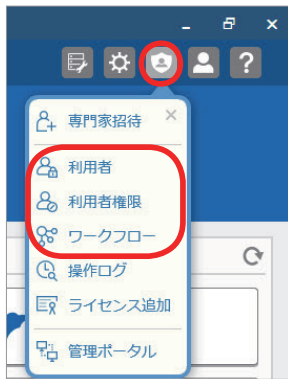 ?
専門家招待 ×
利用者
利用者権限
ワークフロー
操作ログ
ライセンス追加
管理ポータル